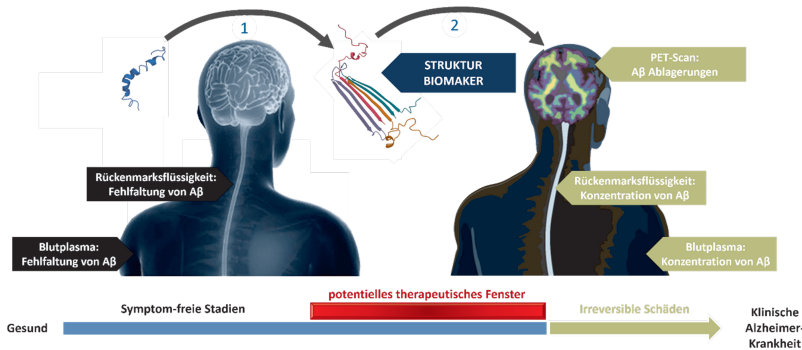 1
2
STRUKTUR
BIOMAKER
PET-Scan:
Aβ Ablagerungen
Rückenmarksflüssigkeit:
Fehlfaltung von Aβ
Rückenmarksflüssigkeit:
Konzentration von Aβ
Blutplasma:
Fehlfaltung von Aβ
Blutplasma:
Konzentration von Aβ
potentielles therapeutisches Fenster
Symptom-freie Stadien
Irreversible Schäden
Gesund
Klinische
Alzheimer-
Krankheit